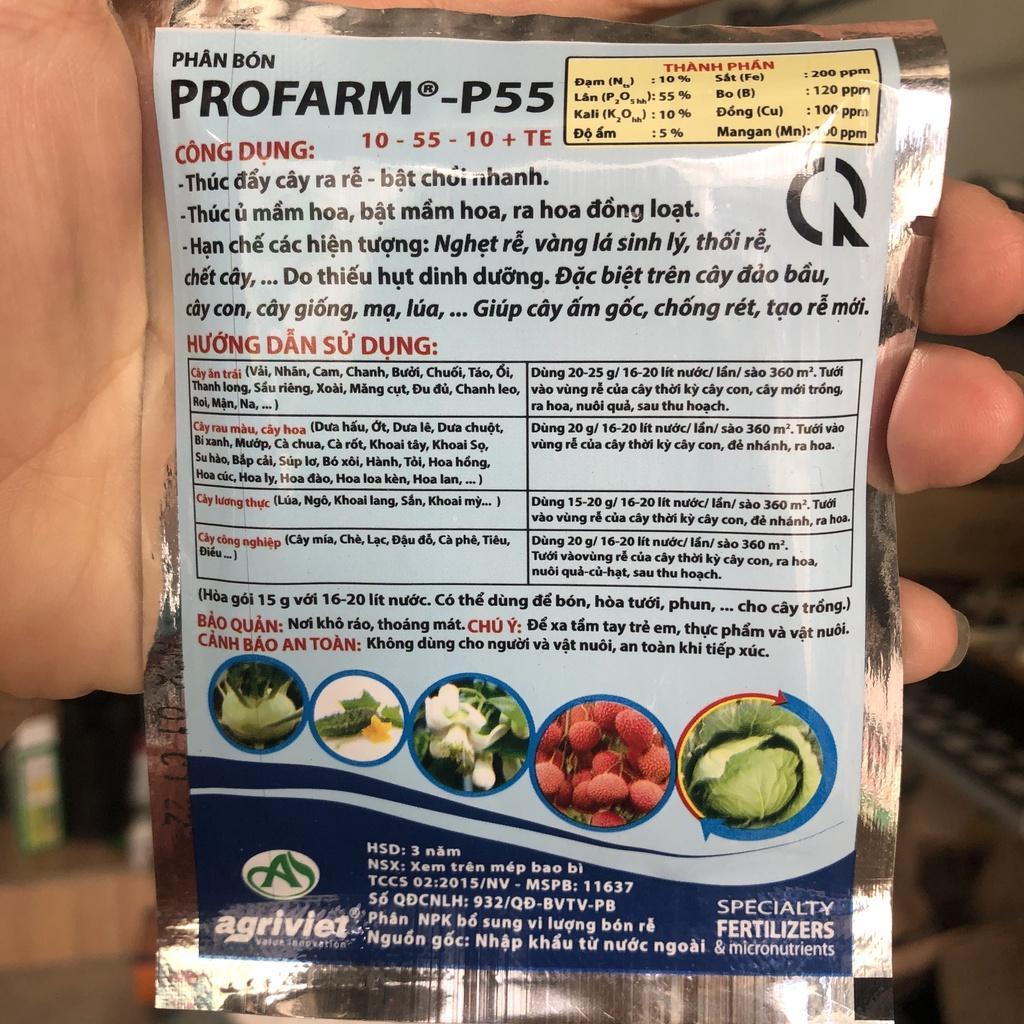 PHÂN BÓN
PROFARM®-P55
10 - 55 - 10 + TE
THÀNH PHẦN
Đạm (Nts) : 10 % Sắt (Fe) : 200 ppm
Lân (P2O5hh): 55 % Bo (B) : 120 ppm
Kali (K2Ohh) : 10 % Đồng (Cu) : 100 ppm
Độ ẩm : 5 % Mangan (Mn): ppm
CÔNG DỤNG:
-Thúc đẩy cây ra rễ - bật chồi nhanh.
-Thúc ủ mầm hoa, bật mầm hoa, ra hoa đồng loạt.
-Hạn chế các hiện tượng: Nghẹt rễ, vàng lá sinh lý, thối rễ,
chết cây, ... Do thiếu hụt dinh dưỡng. Đặc biệt trên cây đảo bầu,
cây con, cây giống, mạ, lúa, ... Giúp cây ấm gốc, chống rét, tạo rễ mới.
HƯỚNG DẪN SỬ DỤNG:
Cây ăn trái (Vải, Nhãn, Cam, Chanh, Bưởi, Chuối, Táo, Ổi,
Thanh long, Sầu riêng, Xoài, Măng cụt, Đu đủ, Chanh leo,
Roi, Mận, Na, ... )
Dùng 20-25 g/ 16-20 lít nước/ lần/ sào 360 m². Tưới
vào vùng rễ của cây thời kỳ cây con, cây mới trồng,
ra hoa, nuôi quả, sau thu hoạch.
Cây rau màu, cây hoa (Dưa hấu, Ớt, Dưa lê, Dưa chuột,
Bí xanh, Mướp, Cà chua, Cà rốt, Khoai tây, Khoai Sọ,
Su hào, Bắp cải, Súp lơ, Bó xôi, Hành, Tỏi, Hoa hồng,
Hoa cúc, Hoa ly, Hoa đào, Hoa loa kèn, Hoa lan, ... )
Dùng 20 g/ 16-20 lít nước/ lần/ sào 360 m². Tưới vào
vùng rễ của cây thời kỳ cây con, đẻ nhánh, ra hoa.
Cây lương thực (Lúa, Ngô, Khoai lang, Sắn, Khoai mỳ... )
Dùng 15-20 g/ 16-20 lít nước/ lần/ sào 360 m². Tưới
vào vùng rễ của cây thời kỳ cây con, đẻ nhánh, ra hoa.
Cây công nghiệp (Cây mía, Chè, Lạc, Đậu đỗ, Cà phê, Tiêu,
Điều ... )
Dùng 20 g/ 16-20 lít nước/ lần/ sào 360 m².
Tưới vàovùng rễ của cây thời kỳ cây con, ra hoa,
nuôi quả-củ-hạt, sau thu hoạch.
(Hòa gói 15 g với 16-20 lít nước. Có thể dùng để bón, hòa tưới, phun, ... cho cây trồng.)
BẢO QUẢN: Nơi khô ráo, thoáng mát. CHÚ Ý: Để xa tầm tay trẻ em, thực phẩm và vật nuôi.
CẢNH BÁO AN TOÀN: Không dùng cho người và vật nuôi, an toàn khi tiếp xúc.
HSD: 3 năm
NSX: Xem trên mép bao bì
TCCS 02:2015/NV - MSPB: 11637
Số QĐCNLH: 932/QĐ-BVTV-PB
Phân NPK bổ sung vi lượng bón rễ
Nguồn gốc: Nhập khẩu từ nước ngoài
agriviet®
Value Innovation
SPECIALTY
FERTILIZERS
& micronutrients